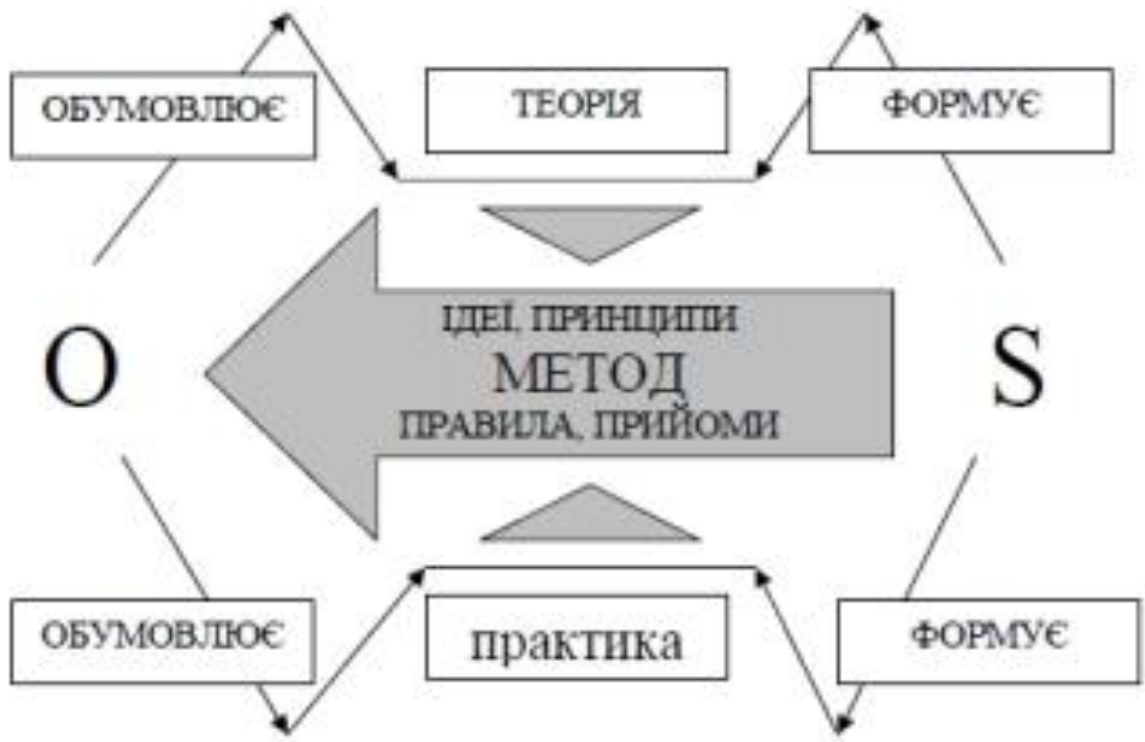 ОБУМОВЛЮЄ
ТЕОРІЯ
ФОРМУЄ
O
ІДЕЇ, ПРИНЦИПИ
МЕТОД
ПРАВИЛА, ПРИЙОМИ
S
ОБУМОВЛЮЄ
практика
ФОРМУЄ